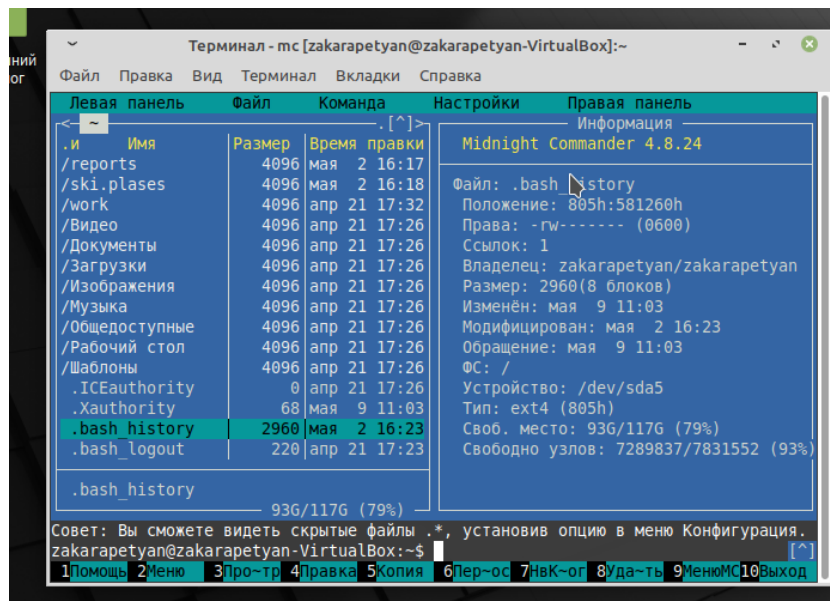 ний
ог
Терминал - mc [zakarapetyan@zakarapetyan-VirtualBox]:~
Файл Правка Вид Терминал Вкладки Справка
Левая панель Файл Команда Настройки Правая панель
<— ~ .[^]> Информация
.и Имя Размер Время правки Midnight Commander 4.8.24
/reports 4096 мая 2 16:17
/ski.plases 4096 мая 2 16:18 Файл: .bash_history
/work 4096 апр 21 17:32 Положение: 805h:581260h
/Видео 4096 апр 21 17:26 Права: -rw------- (0600)
/Документы 4096 апр 21 17:26 Ссылок: 1
/Загрузки 4096 апр 21 17:26 Владелец: zakarapetyan/zakarapetyan
/Изображения 4096 апр 21 17:26 Размер: 2960(8 блоков)
/Музыка 4096 апр 21 17:26 Изменён: мая 9 11:03
/Общедоступные 4096 апр 21 17:26 Модифицирован: мая 2 16:23
/Рабочий стол 4096 апр 21 17:26 Обращение: мая 9 11:03
/Шаблоны 4096 апр 21 17:26 ФС: /
.ICEauthority 0 апр 21 17:26 Устройство: /dev/sda5
.Xauthority 68 мая 9 11:03 Тип: ext4 (805h)
.bash_history 2960 мая 2 16:23 Своб. место: 93G/117G (79%)
.bash_logout 220 апр 21 17:23 Свободно узлов: 7289837/7831552 (93%)
.bash_history
93G/117G (79%)
Совет: Вы сможете видеть скрытые файлы .*, установив опцию в меню Конфигурация.
zakarapetyan@zakarapetyan-VirtualBox:~$ [^]
1Помощь 2Меню 3Про~тр 4Правка 5Копия 6Пер~ос 7НвК~ог 8Уда~ть 9МенюMC 10Выход